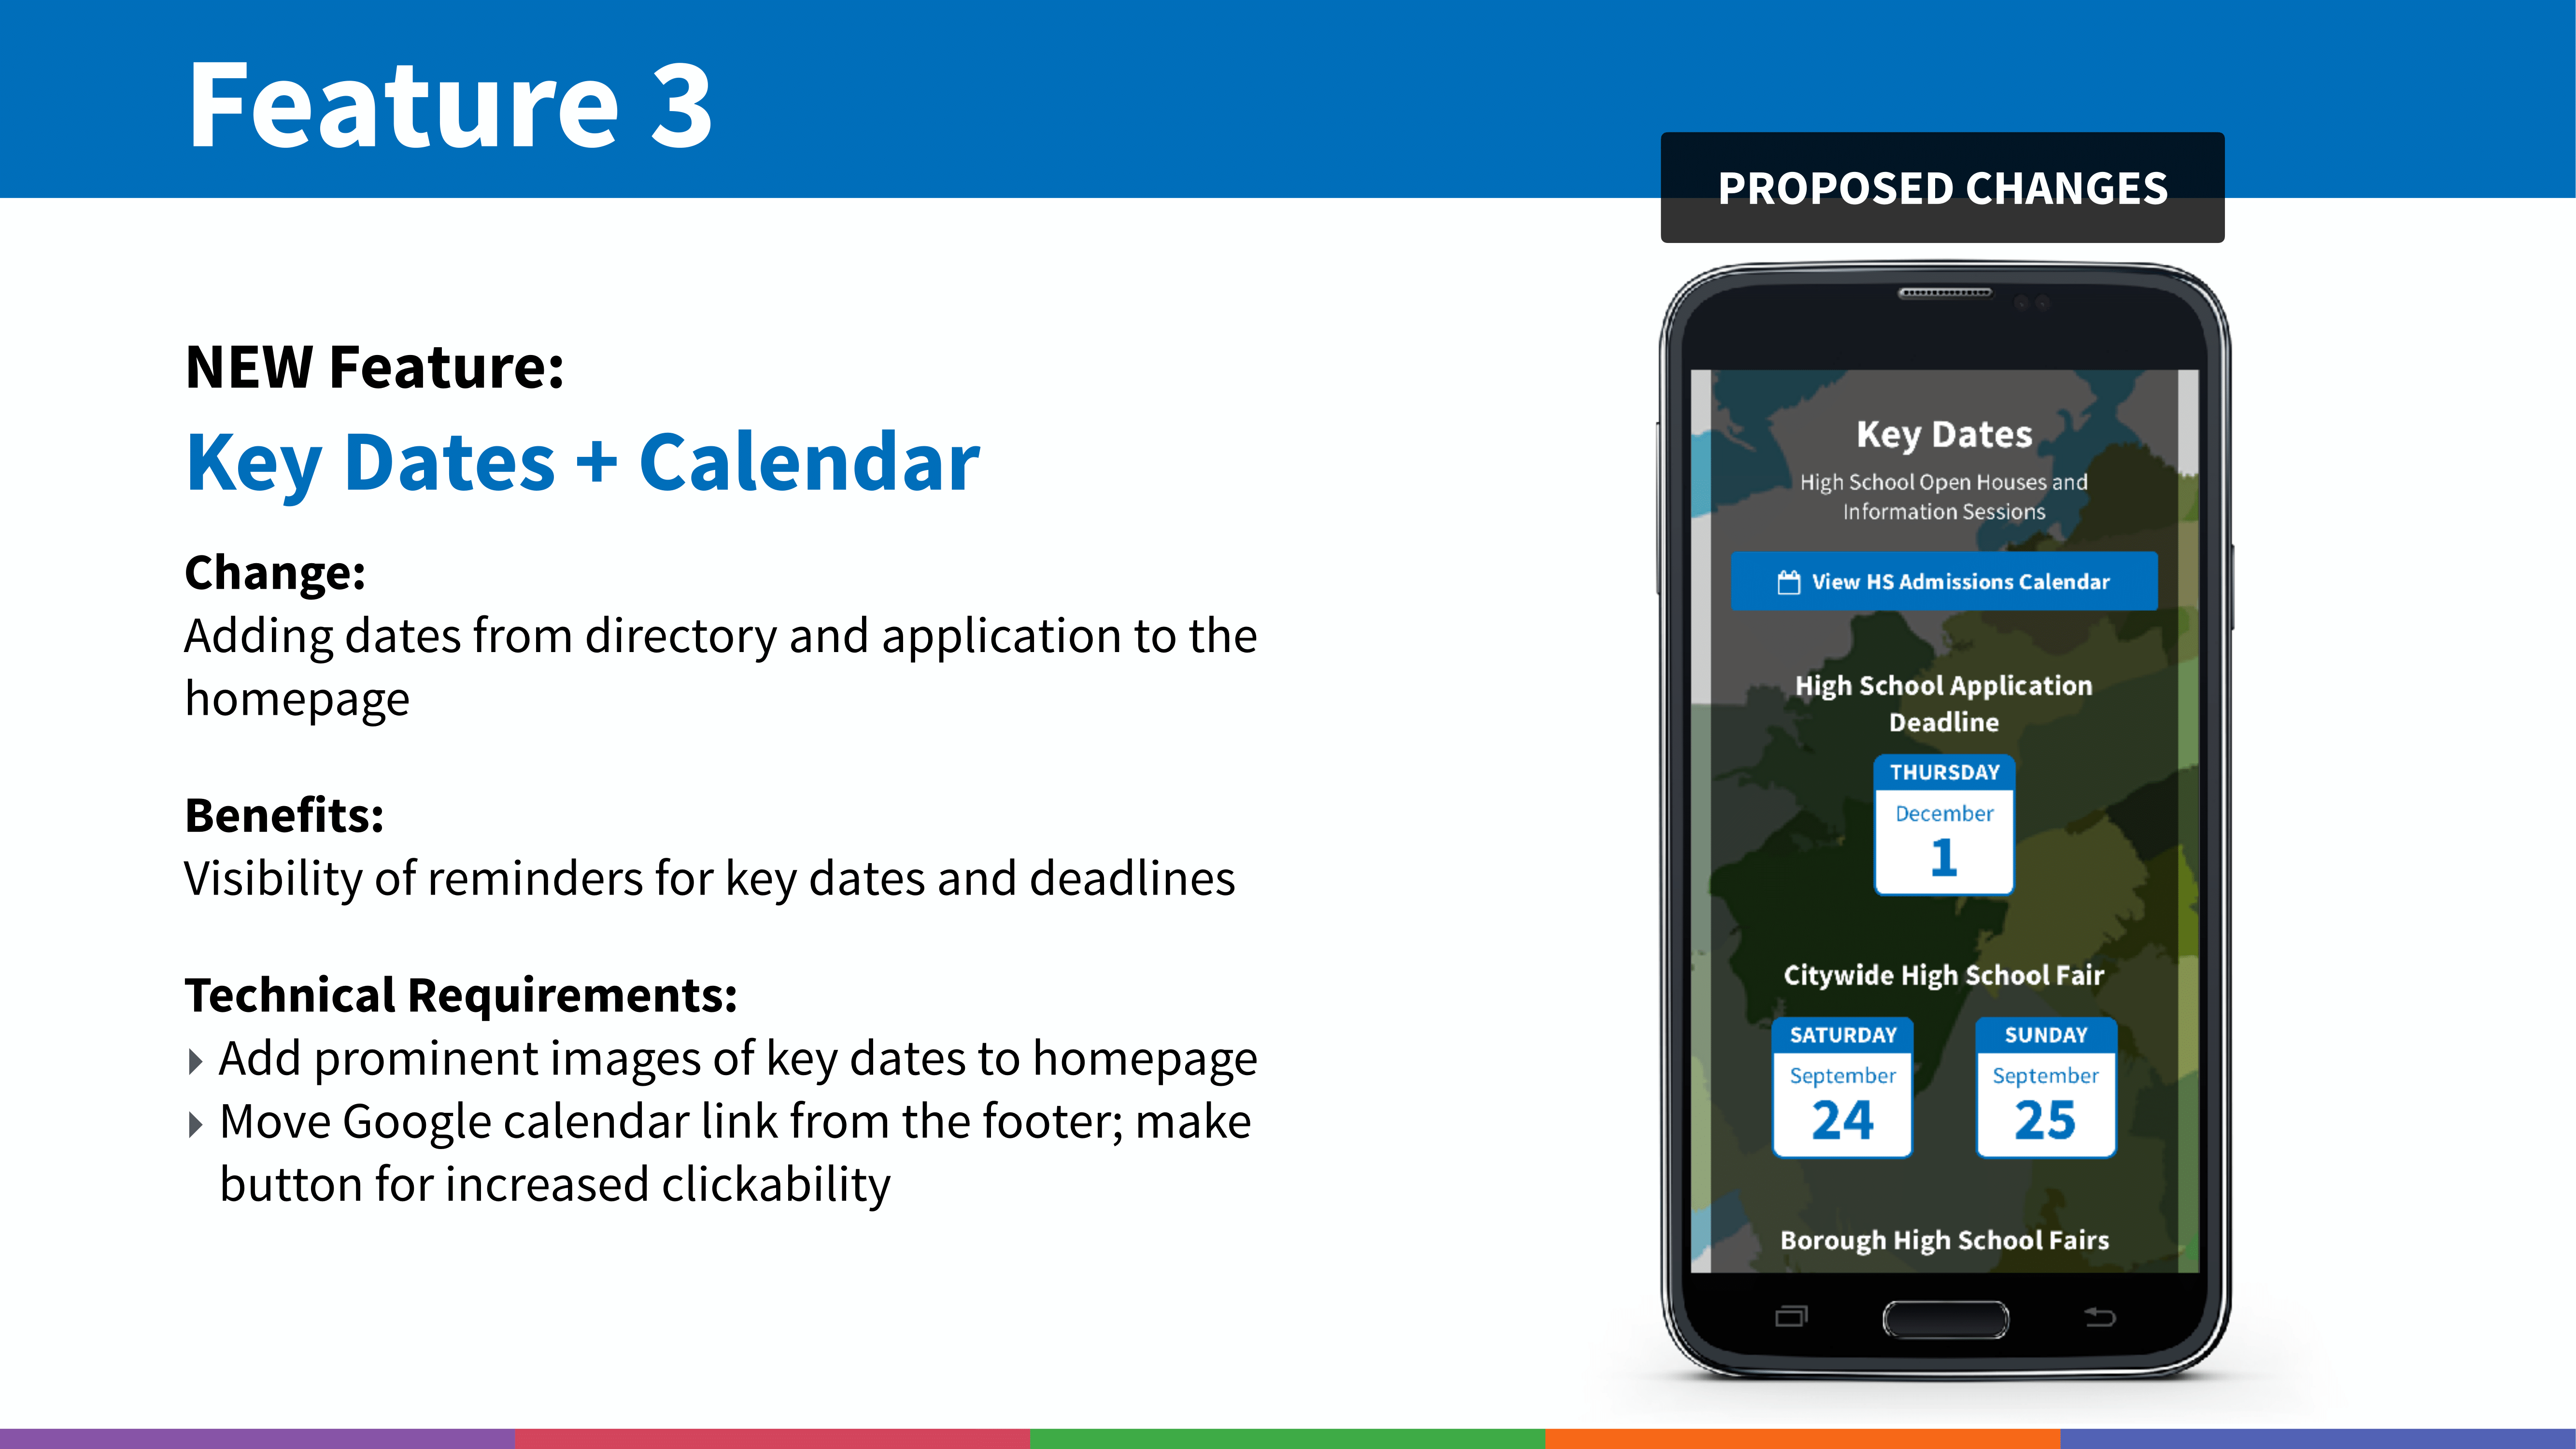 Feature 3
PROPOSED CHANGES
NEW Feature:
Key Dates + Calendar
Change:
Adding dates from directory and application to the
homepage
Benefits:
Visibility of reminders for key dates and deadlines
Technical Requirements:
Add prominent images of key dates to homepage
Move Google calendar link from the footer; make
button for increased clickability
Key Dates
High School Open Houses and
Information Sessions
View HS Admissions Calendar
High School Application
Deadline
THURSDAY
December
1
Citywide High School Fair
SATURDAY
September
24
SUNDAY
September
25
Borough High School Fairs